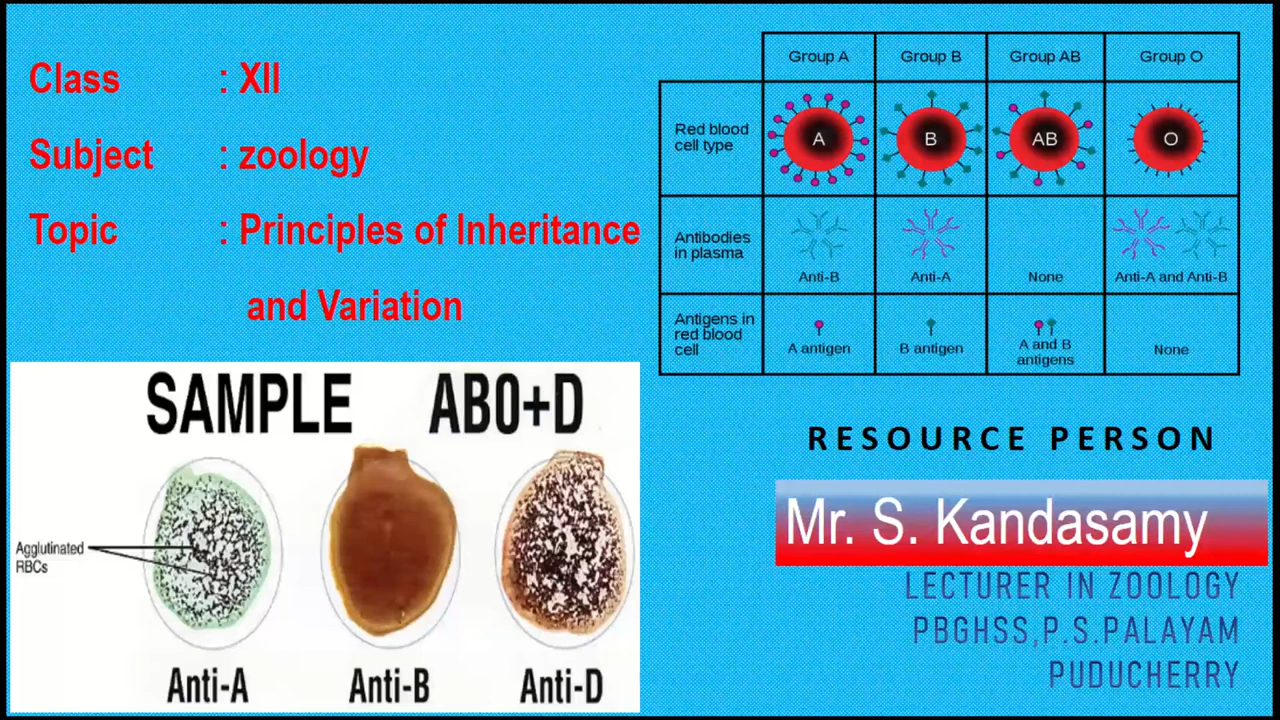 Class : XII
Subject : zoology
Topic : Principles of Inheritance
and Variation
Group A Group B Group AB Group O
Red blood
cell type
A B AB O
Antibodies
in plasma
Anti-B Anti-A None Anti-A and Anti-B
Antigens in
red blood
cell
A antigen B antigen A and B
antigens None
SAMPLE AB0+D
Agglutinated
RBCs
Anti-A Anti-B Anti-D
RESOURCE PERSON
Mr. S. Kandasamy
LECTURER IN ZOOLOGY
PBGHSS,P.S.PALAYAM
PUDUCHERRY